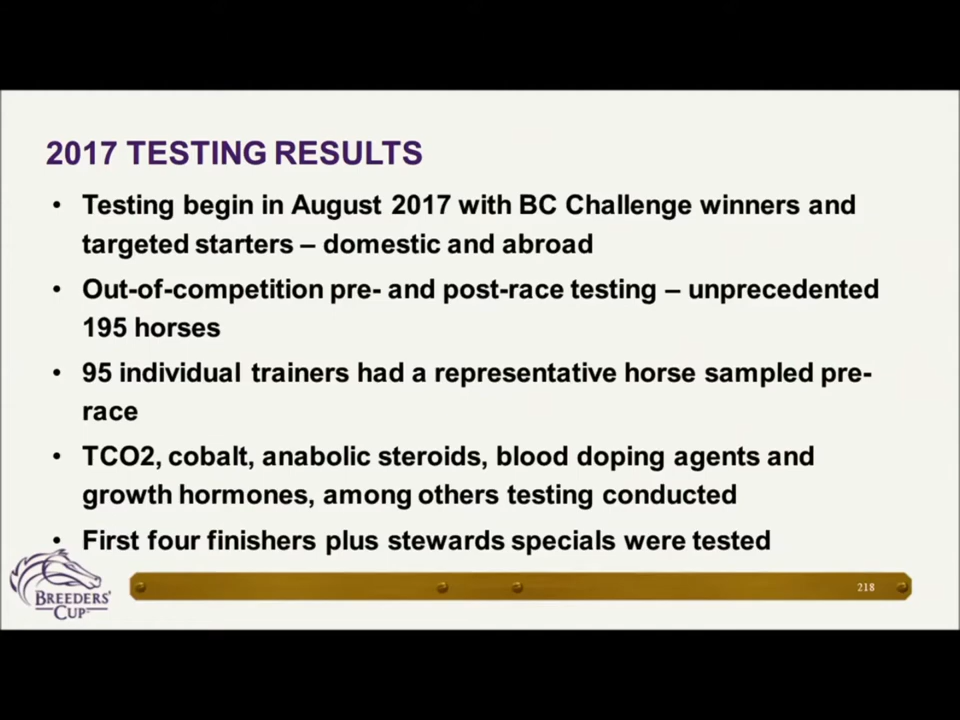 2017 TESTING RESULTS
• Testing begin in August 2017 with BC Challenge winners and
targeted starters – domestic and abroad
• Out-of-competition pre- and post-race testing – unprecedented
195 horses
• 95 individual trainers had a representative horse sampled pre-
race
• TCO2, cobalt, anabolic steroids, blood doping agents and
growth hormones, among others testing conducted
• First four finishers plus stewards specials were tested
BREEDERS'
CUP
218